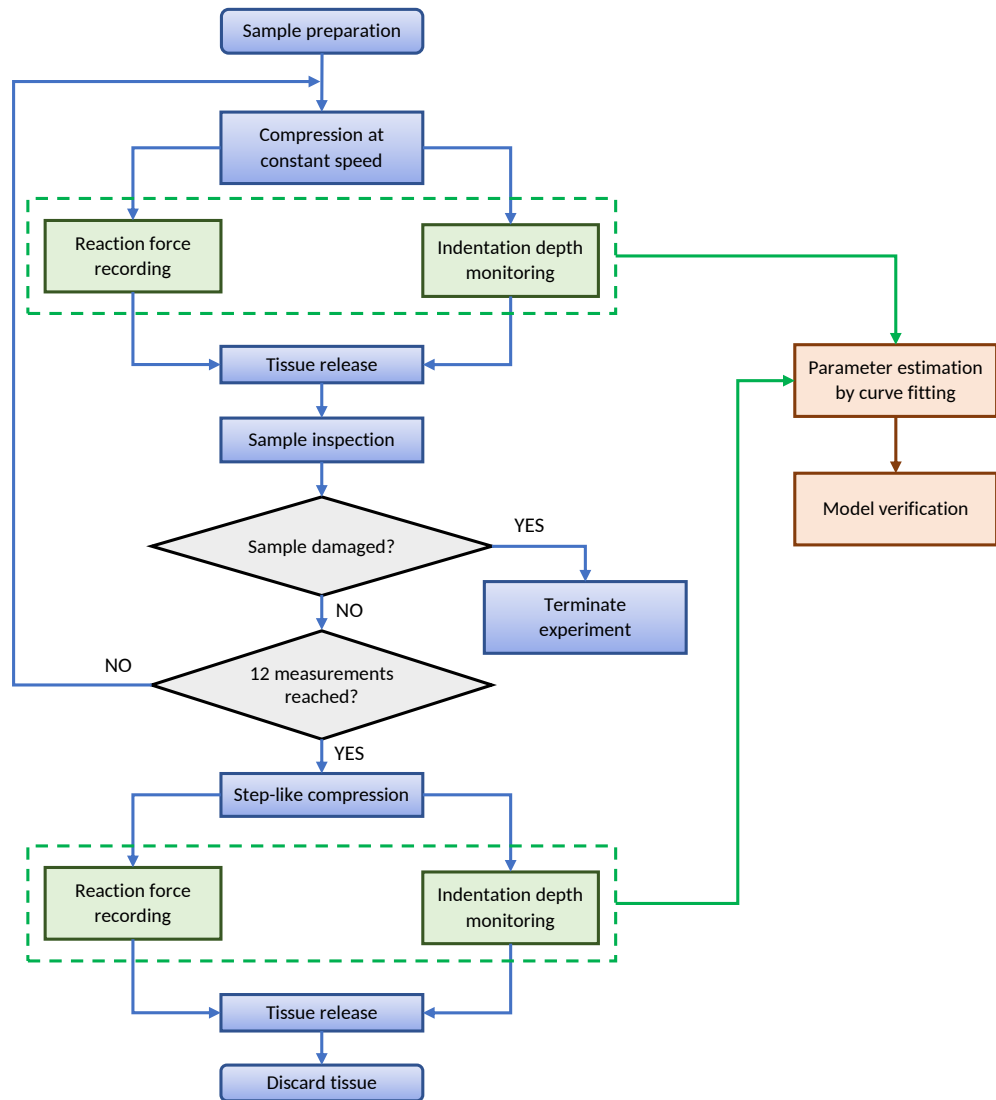 Sample preparation
Compression at
constant speed
Reaction force
recording
Indentation depth
monitoring
Tissue release
Parameter estimation
by curve fitting
Sample inspection
Model verification
Sample damaged?
YES
Terminate
experiment
NO
12 measurements
reached?
NO
YES
Step-like compression
Reaction force
recording
Indentation depth
monitoring
Tissue release
Discard tissue